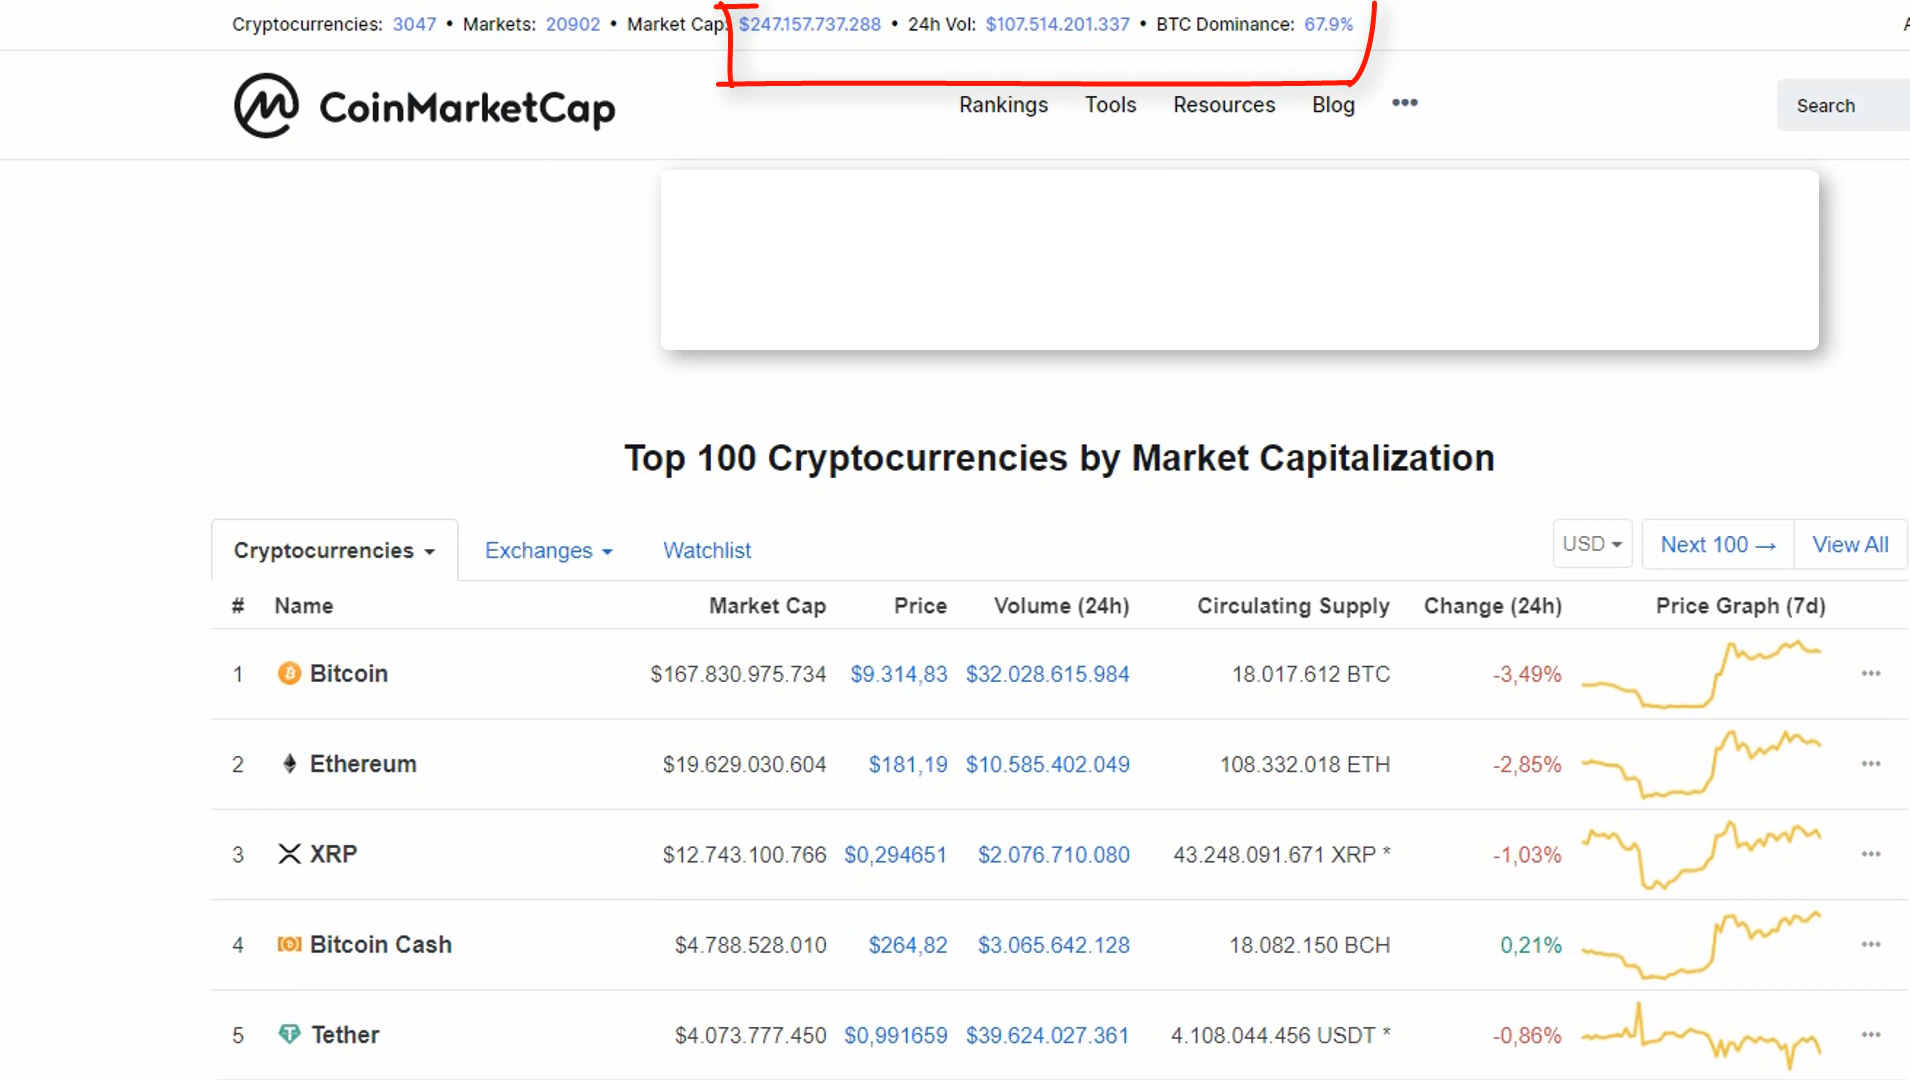 Cryptocurrencies: 3047 • Markets: 20902 • Market Cap: $247.157.737.288 • 24h Vol: $107.514.201.337 • BTC Dominance: 67.9%
CoinMarketCap Rankings Tools Resources Blog ••• Search
Top 100 Cryptocurrencies by Market Capitalization
Cryptocurrencies Exchanges Watchlist USD Next 100 → View All
# Name Market Cap Price Volume (24h) Circulating Supply Change (24h) Price Graph (7d)
1 Bitcoin $167.830.975.734 $9.314,83 $32.028.615.984 18.017.612 BTC -3,49%
2 Ethereum $19.629.030.604 $181,19 $10.585.402.049 108.332.018 ETH -2,85%
3 XRP $12.743.100.766 $0,294651 $2.076.710.080 43.248.091.671 XRP * -1,03%
4 Bitcoin Cash $4.788.528.010 $264,82 $3.065.642.128 18.082.150 BCH 0,21%
5 Tether $4.073.777.450 $0,991659 $39.624.027.361 4.108.044.456 USDT * -0,86%